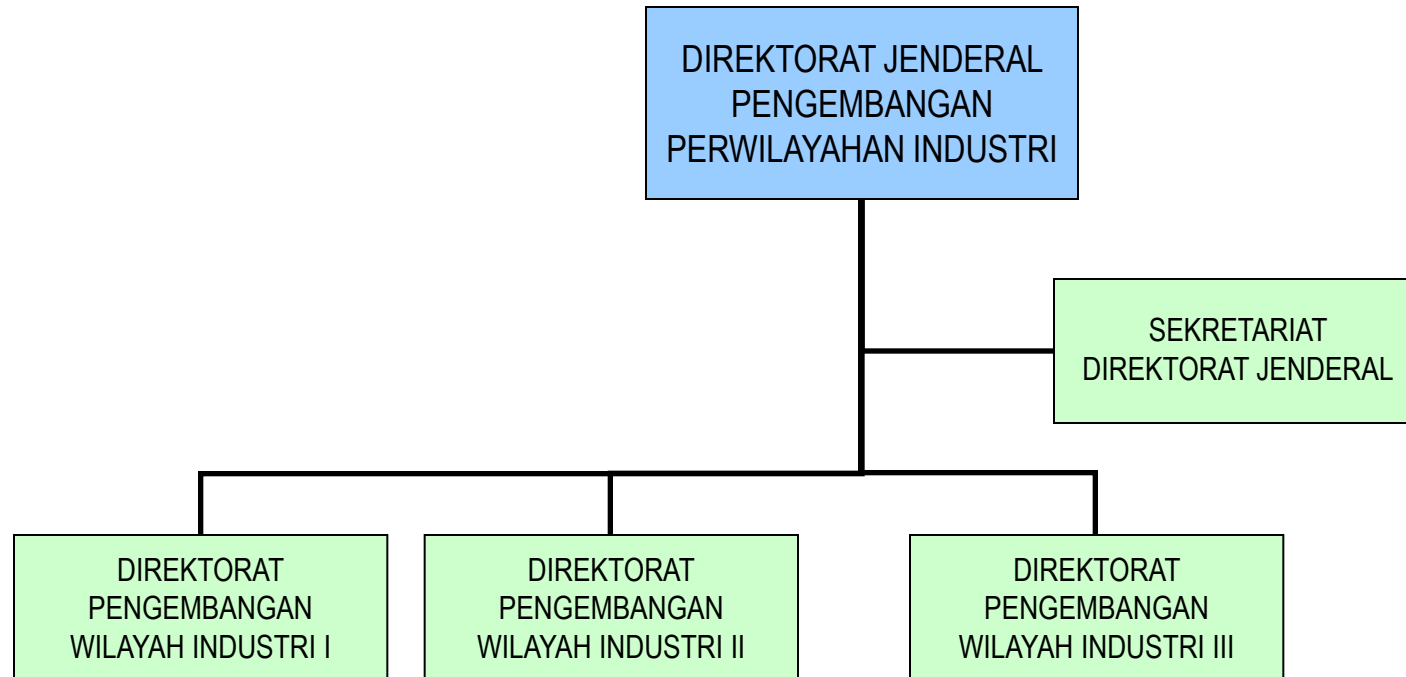 DIREKTORAT JENDERAL
PENGEMBANGAN
PERWILAYAHAN INDUSTRI
SEKRETARIAT
DIREKTORAT JENDERAL
DIREKTORAT
PENGEMBANGAN
WILAYAH INDUSTRI I
DIREKTORAT
PENGEMBANGAN
WILAYAH INDUSTRI II
DIREKTORAT
PENGEMBANGAN
WILAYAH INDUSTRI III